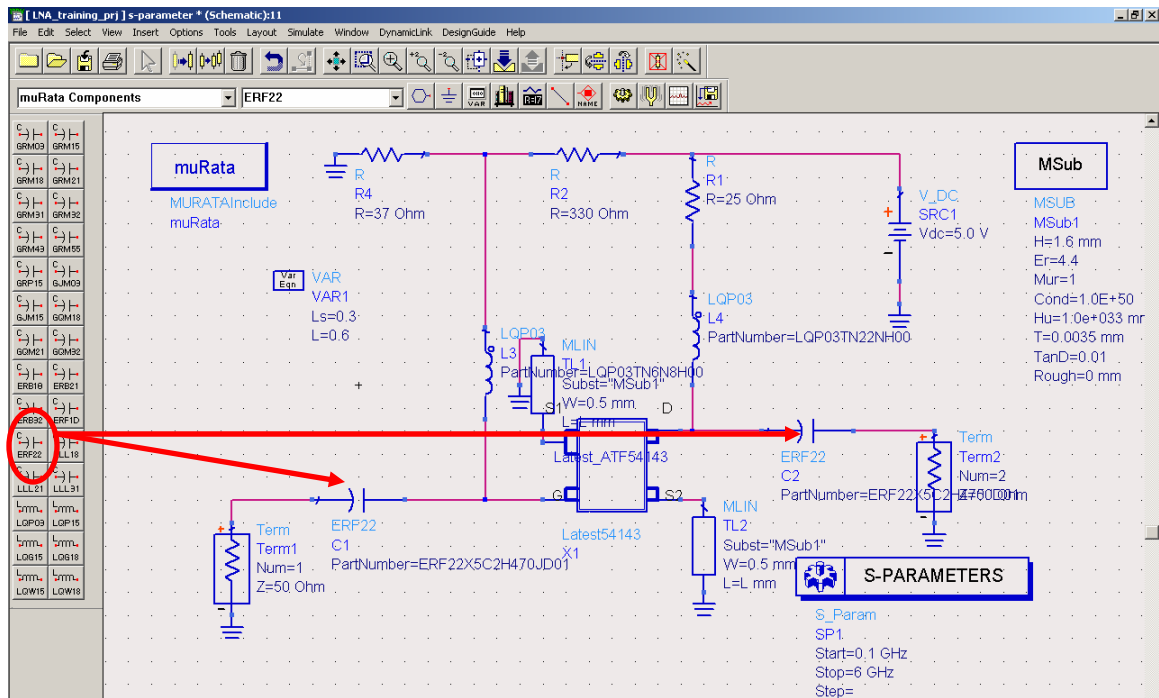 [ LNA_training_prj ] s-parameter * (Schematic):11
File Edit Select View Insert Options Tools Layout Simulate Window DynamicLink DesignGuide Help
muRata Components
ERF22
VAR
NAME
GRM03 GRM15
GRM18 GRM21
GRM31 GRM32
GRM43 GRM55
GRP15 GJM03
GJM15 GQM18
GQM21 GQM32
ERB18 ERB21
ERB32 ERF1D
ERF22 LLL18
LLL21 LLL31
LQP03 LQP15
LQG15 LQG18
LQW15 LQW18
muRata
MURATAInclude
muRata
R
R4
R=37 Ohm
R
R2
R=330 Ohm
R
R1
R=25 Ohm
V_DC
SRC1
Vdc=5.0 V
MSub
MSUB
MSub1
H=1.6 mm
Er=4.4
Mur=1
Cond=1.0E+50
Hu=1.0e+033 mr
T=0.0035 mm
TanD=0.01
Rough=0 mm
Var
Eqn
VAR
VAR1
Ls=0.3
L=0.6
LQP03
L3
PartNumber=LQP03TN6N8H00
MLIN
TL1
Subst="MSub1"
W=0.5 mm
L=L mm
LQP03
L4
PartNumber=LQP03TN22NH00
S1
D
G
S2
Latest_ATF54143
Latest54143
X1
ERF22
C2
PartNumber=ERF22X5C2H470JD01
Term
Term2
Num=2
Z=50 Ohm
Term
Term1
Num=1
Z=50 Ohm
ERF22
C1
PartNumber=ERF22X5C2H470JD01
MLIN
TL2
Subst="MSub1"
W=0.5 mm
L=L mm
S-PARAMETERS
S_Param
SP1
Start=0.1 GHz
Stop=6 GHz
Step=